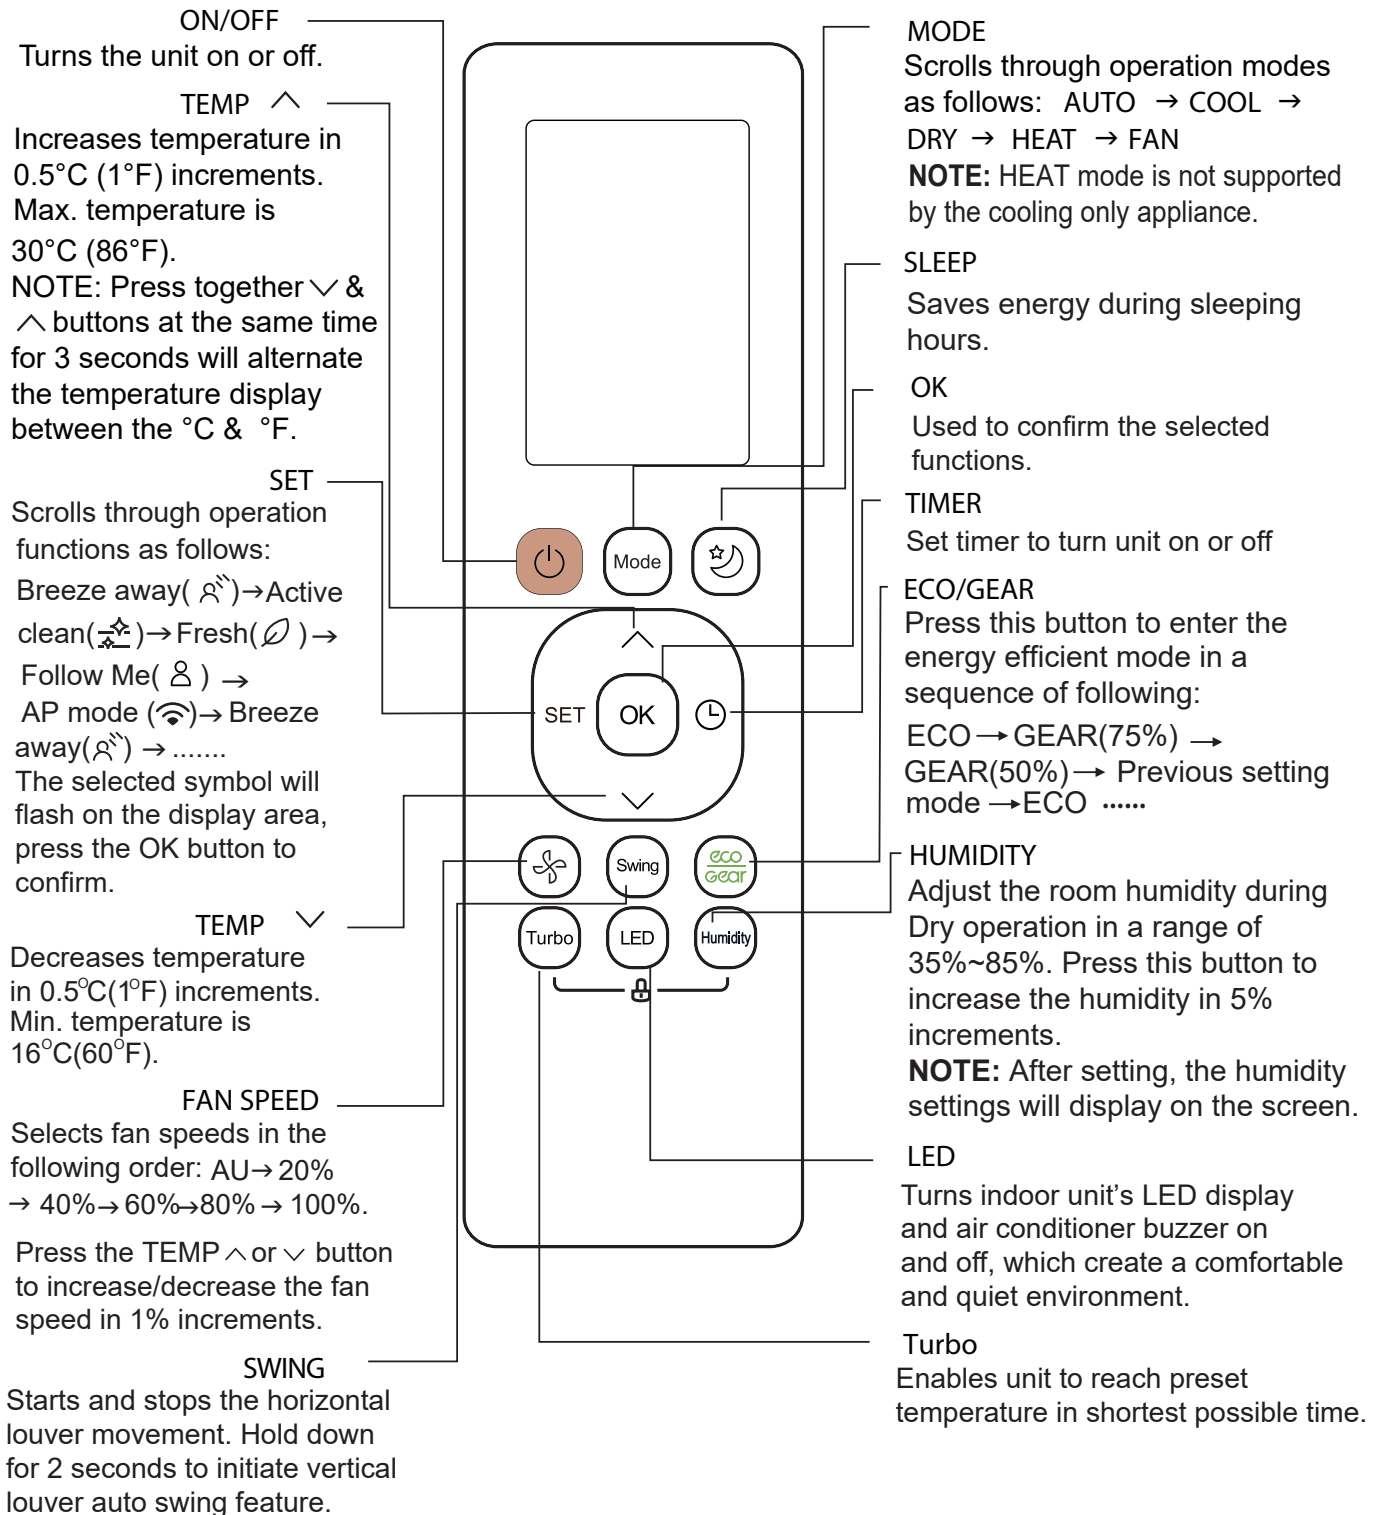 ON/OFF
Turns the unit on or off.
TEMP ︿
Increases temperature in
0.5°C (1°F) increments.
Max. temperature is
30°C (86°F).
NOTE: Press together ﹀ &
︿ buttons at the same time
for 3 seconds will alternate
the temperature display
between the °C & °F.
SET
Scrolls through operation
functions as follows:
Breeze away( )→Active
clean( )→Fresh( ) →
Follow Me( ) →
AP mode ( )→ Breeze
away( ) → .......
The selected symbol will
flash on the display area,
press the OK button to
confirm.
TEMP ﹀
Decreases temperature
in 0.5°C(1°F) increments.
Min. temperature is
16°C(60°F).
FAN SPEED
Selects fan speeds in the
following order: AU→ 20%
→ 40%→ 60%→80% → 100%.
Press the TEMP ︿ or ﹀ button
to increase/decrease the fan
speed in 1% increments.
SWING
Starts and stops the horizontal
louver movement. Hold down
for 2 seconds to initiate vertical
louver auto swing feature.
Mode
SET
OK
Swing
eco
Gear
Turbo
LED
Humidity
MODE
Scrolls through operation modes
as follows: AUTO → COOL →
DRY → HEAT → FAN
NOTE: HEAT mode is not supported
by the cooling only appliance.
SLEEP
Saves energy during sleeping
hours.
OK
Used to confirm the selected
functions.
TIMER
Set timer to turn unit on or off
ECO/GEAR
Press this button to enter the
energy efficient mode in a
sequence of following:
ECO→ GEAR(75%) →
GEAR(50%)→ Previous setting
mode →ECO ......
HUMIDITY
Adjust the room humidity during
Dry operation in a range of
35%~85%. Press this button to
increase the humidity in 5%
increments.
NOTE: After setting, the humidity
settings will display on the screen.
LED
Turns indoor unit's LED display
and air conditioner buzzer on
and off, which create a comfortable
and quiet environment.
Turbo
Enables unit to reach preset
temperature in shortest possible time.